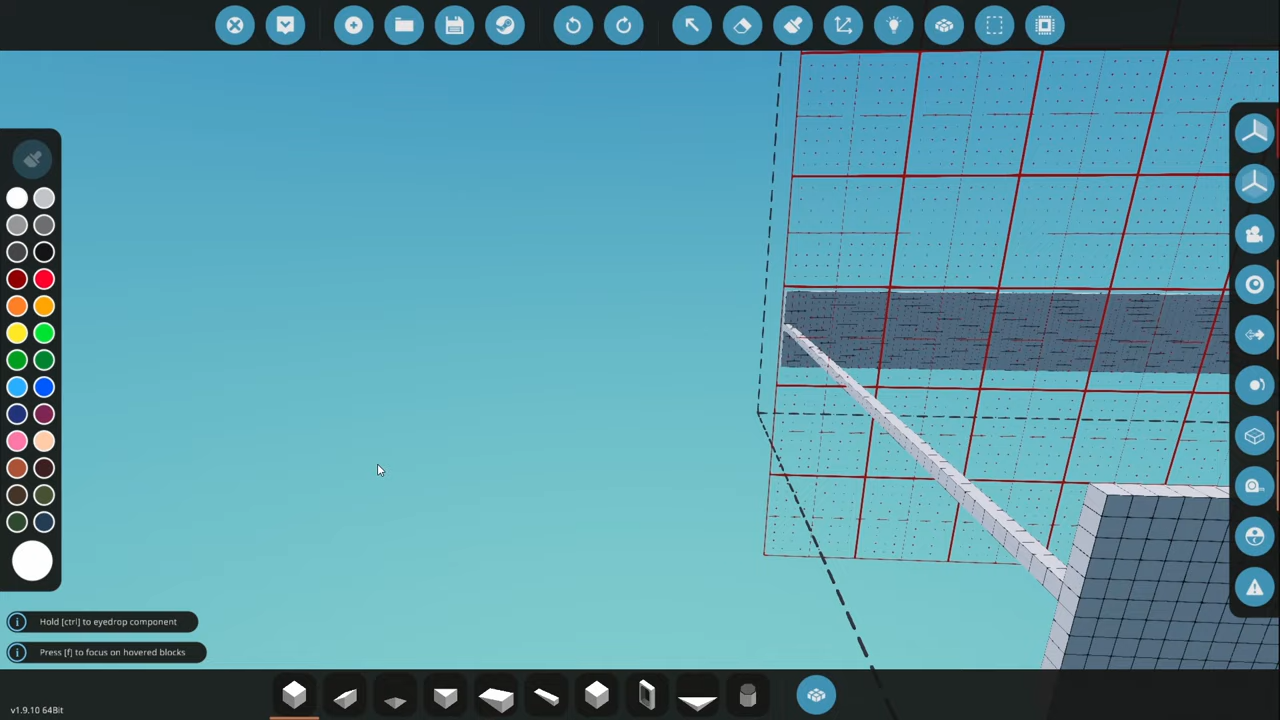 Hold [ctrl] to eyedrop component
Press [f] to focus on hovered blocks
v1.9.10 64Bit